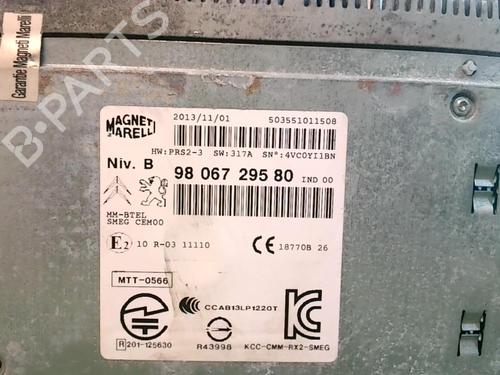 Garantie Magneti Marelli
MAGNETI
MARELLI
2013/11/01 503551011508
HW:PRS2-3 SW:317A SN°:4VC0YI1BN
Niv. B 98 067 295 80 IND 00
MM-BTEL
SMEG CEM00
E2 10 R-03 11110 CE 18770B 26
MTT-0566
CCAB13LP1220T
R 201-125630 R43998 KCC-CMM-RX2-SMEG
B-PARTS